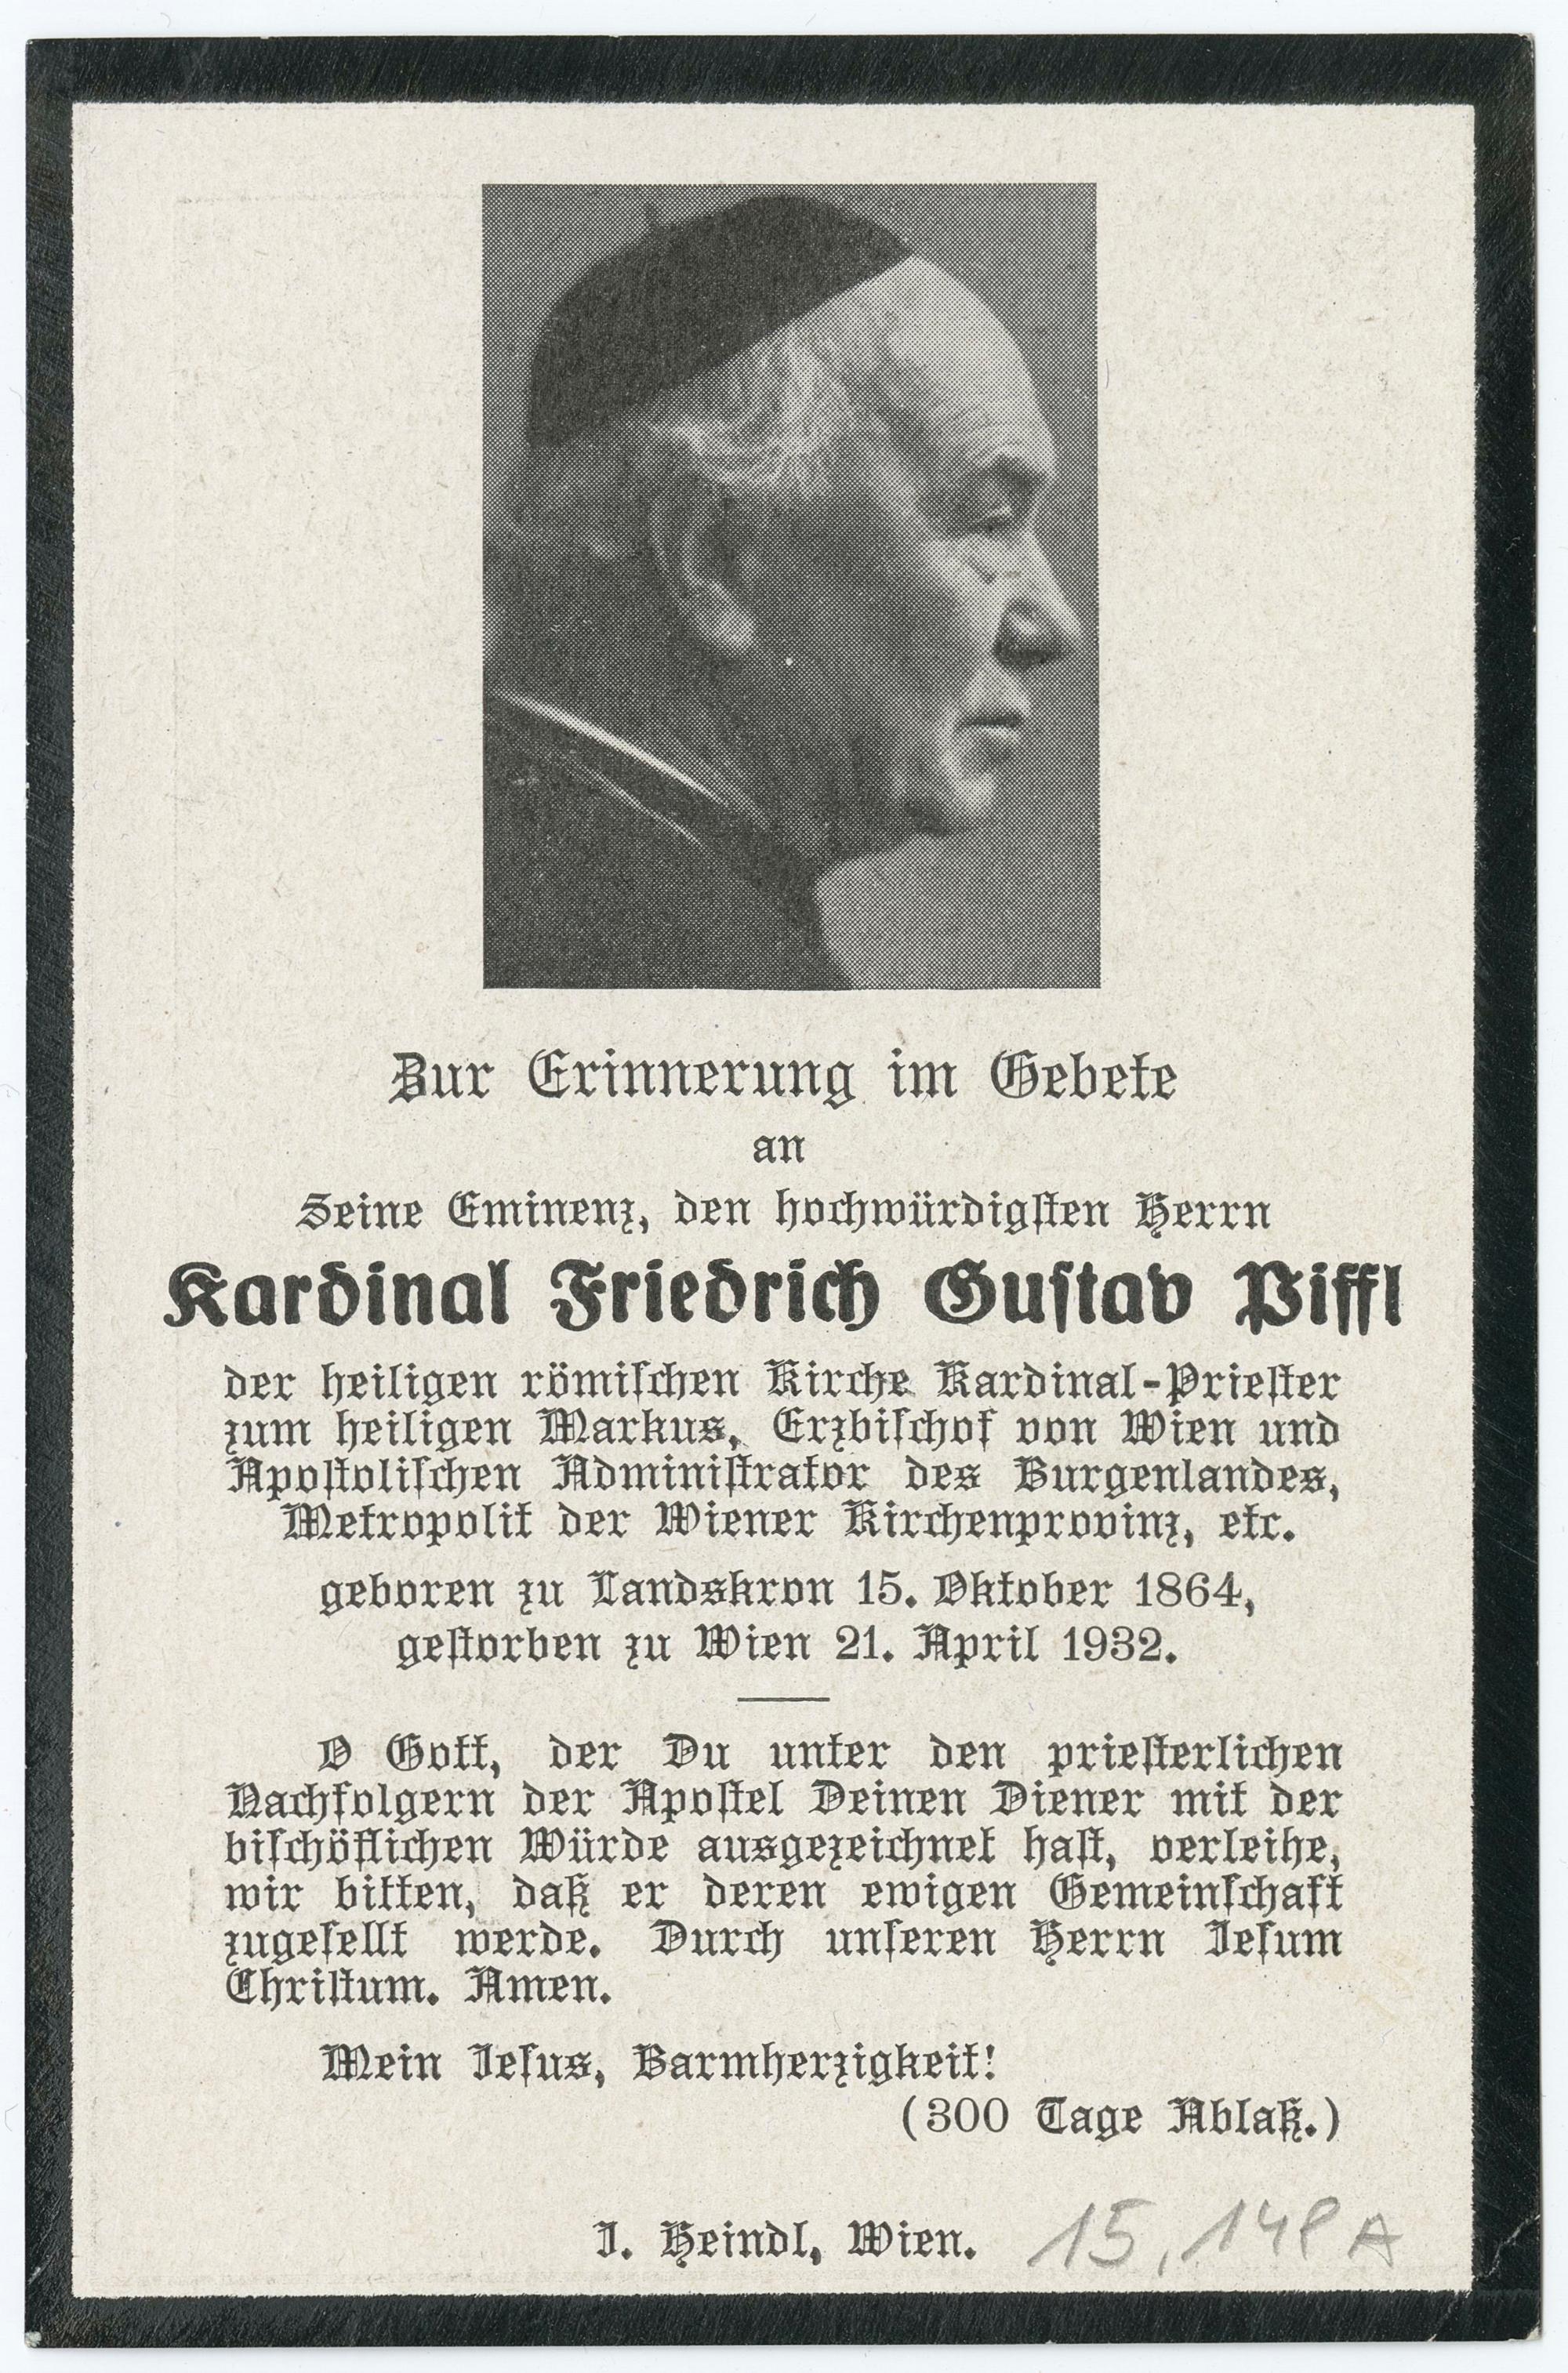 Zur Erinnerung im Gebete
an
Seine Eminenz, den hochwürdigsten Herrn
Kardinal Friedrich Gustav Piffl
der heiligen römischen Kirche Kardinal-Priester
zum heiligen Markus, Erzbischof von Wien und
Apostolischen Administrator des Burgenlandes,
Metropolit der Wiener Kirchenprovinz, etc.
geboren zu Landskron 15. Oktober 1864,
gestorben zu Wien 21. April 1932.
O Gott, der Du unter den priesterlichen
Nachfolgern der Apostel Deinen Diener mit der
bischöflichen Würde ausgezeichnet hast, verleihe,
wir bitten, daß er deren ewigen Gemeinschaft
zugesellt werde. Durch unseren Herrn Jesum
Christum. Amen.
Mein Jesus, Barmherzigkeit!
(300 Tage Ablaß.)
J. Heindl, Wien. 15,